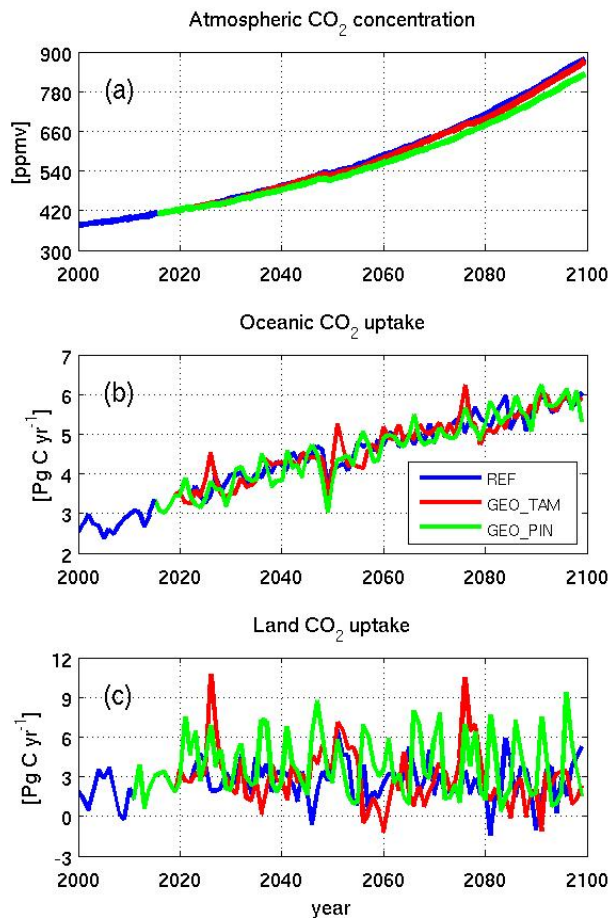 Atmospheric CO2 concentration
(a)
[ppmv]
900
780
660
540
420
300
2000 2020 2040 2060 2080 2100
Oceanic CO2 uptake
(b)
[Pg C yr-1]
7
6
5
4
3
2
REF
GEO_TAM
GEO_PIN
2000 2020 2040 2060 2080 2100
Land CO2 uptake
(c)
[Pg C yr-1]
12
9
6
3
0
-3
2000 2020 2040 2060 2080 2100
year